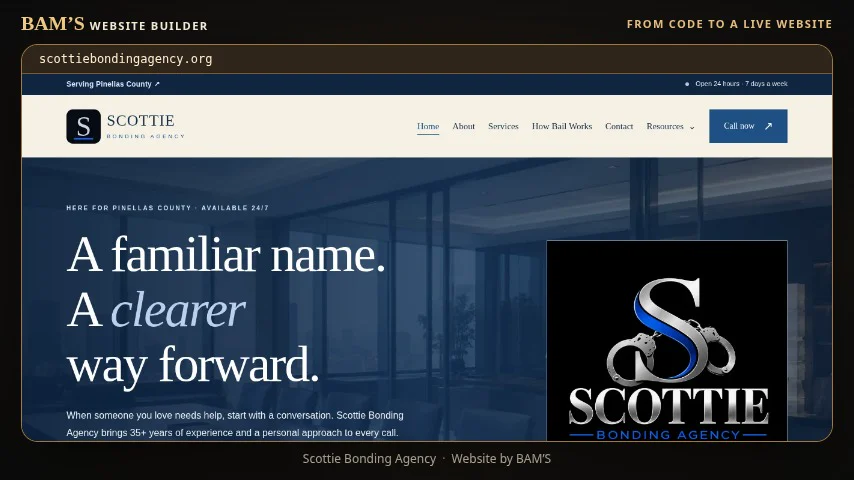 BAM'S WEBSITE BUILDER
FROM CODE TO A LIVE WEBSITE
scottiebondingagency.org
Serving Pinellas County ↗
Open 24 hours · 7 days a week
S SCOTTIE
BONDING AGENCY
Home About Services How Bail Works Contact Resources Call now ↗
HERE FOR PINELLAS COUNTY · AVAILABLE 24/7
A familiar name.
A clearer
way forward.
When someone you love needs help, start with a conversation. Scottie Bonding
Agency brings 35+ years of experience and a personal approach to every call.
S
SCOTTIE
BONDING AGENCY
Scottie Bonding Agency · Website by BAM'S